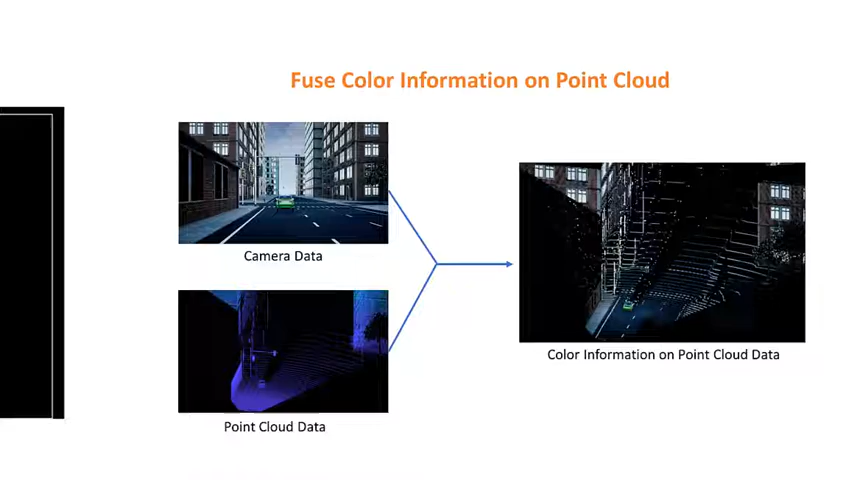 Fuse Color Information on Point Cloud
Camera Data
Color Information on Point Cloud Data
Point Cloud Data